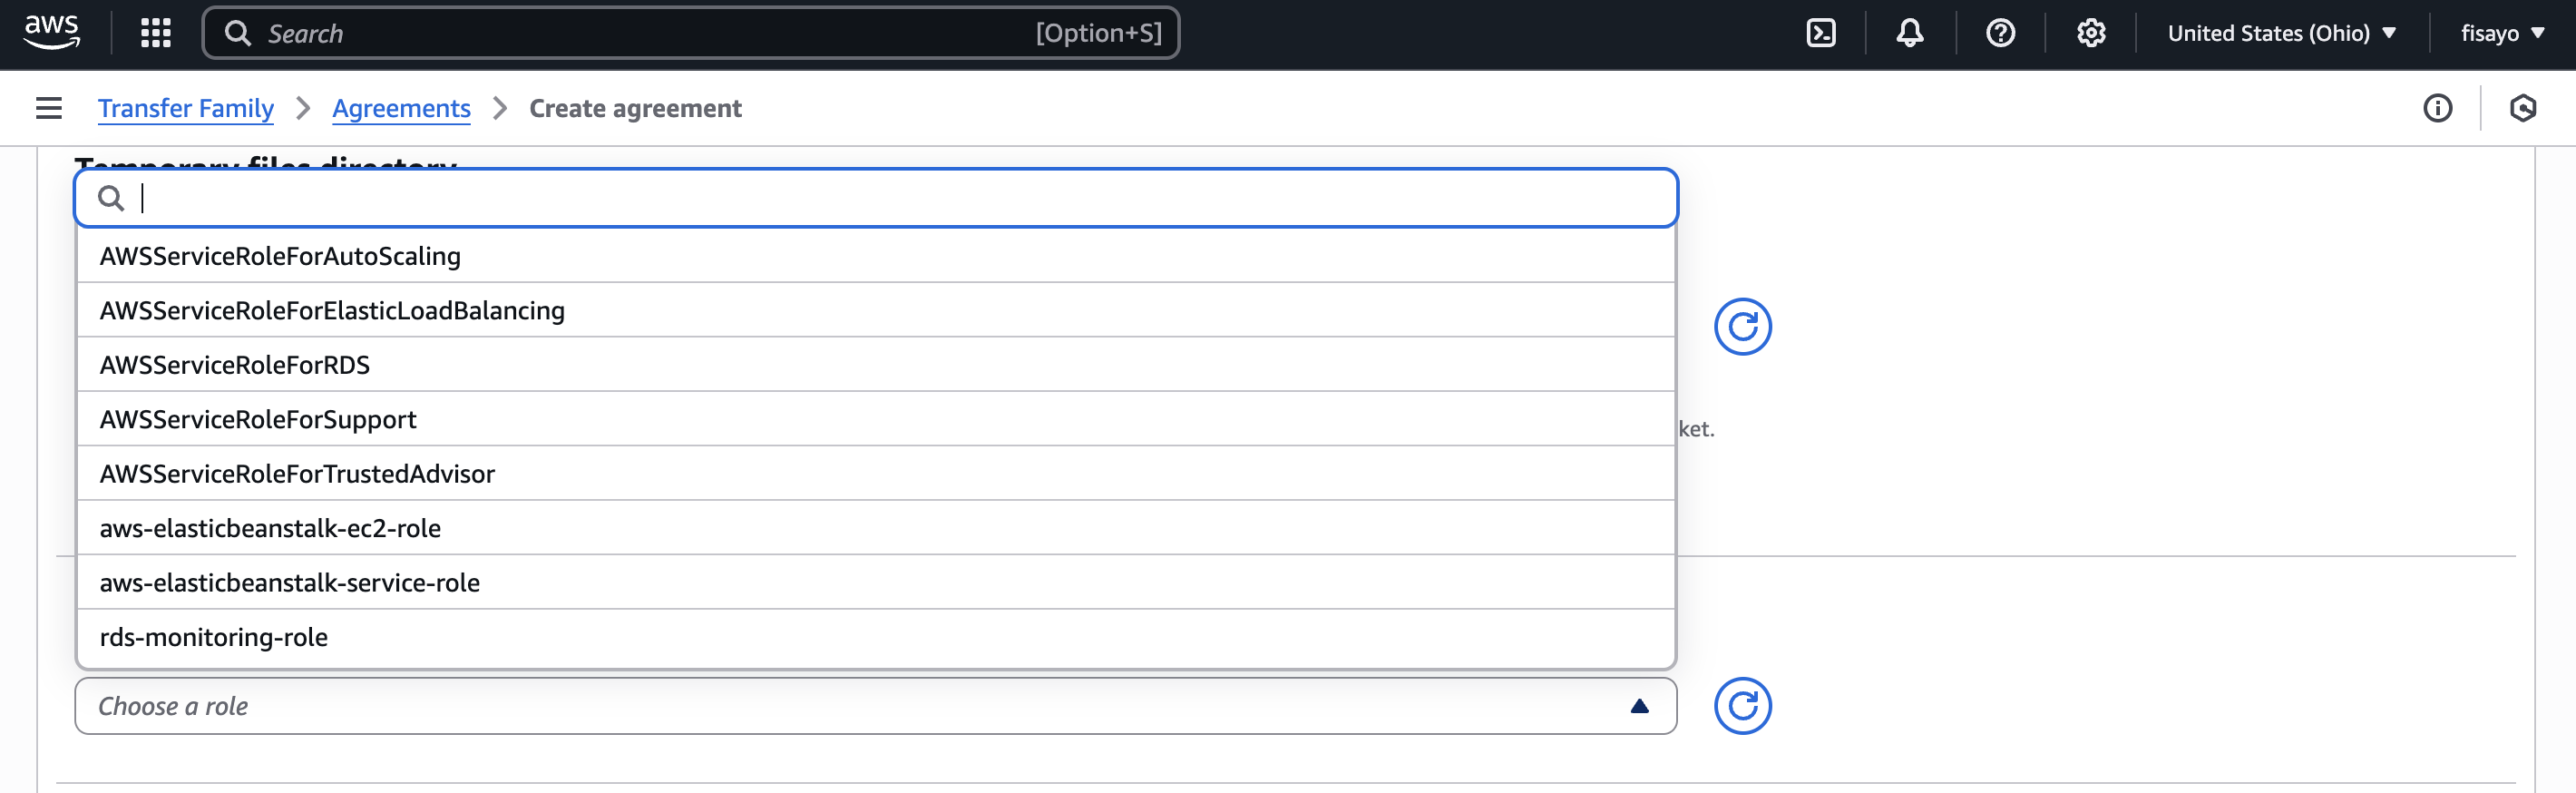 aws
Search [Option+S] United States (Ohio) fisayo
Transfer Family > Agreements > Create agreement
Temporary files directory
AWSServiceRoleForAutoScaling
AWSServiceRoleForElasticLoadBalancing
AWSServiceRoleForRDS
AWSServiceRoleForSupport
ket.
AWSServiceRoleForTrustedAdvisor
aws-elasticbeanstalk-ec2-role
aws-elasticbeanstalk-service-role
rds-monitoring-role
Choose a role